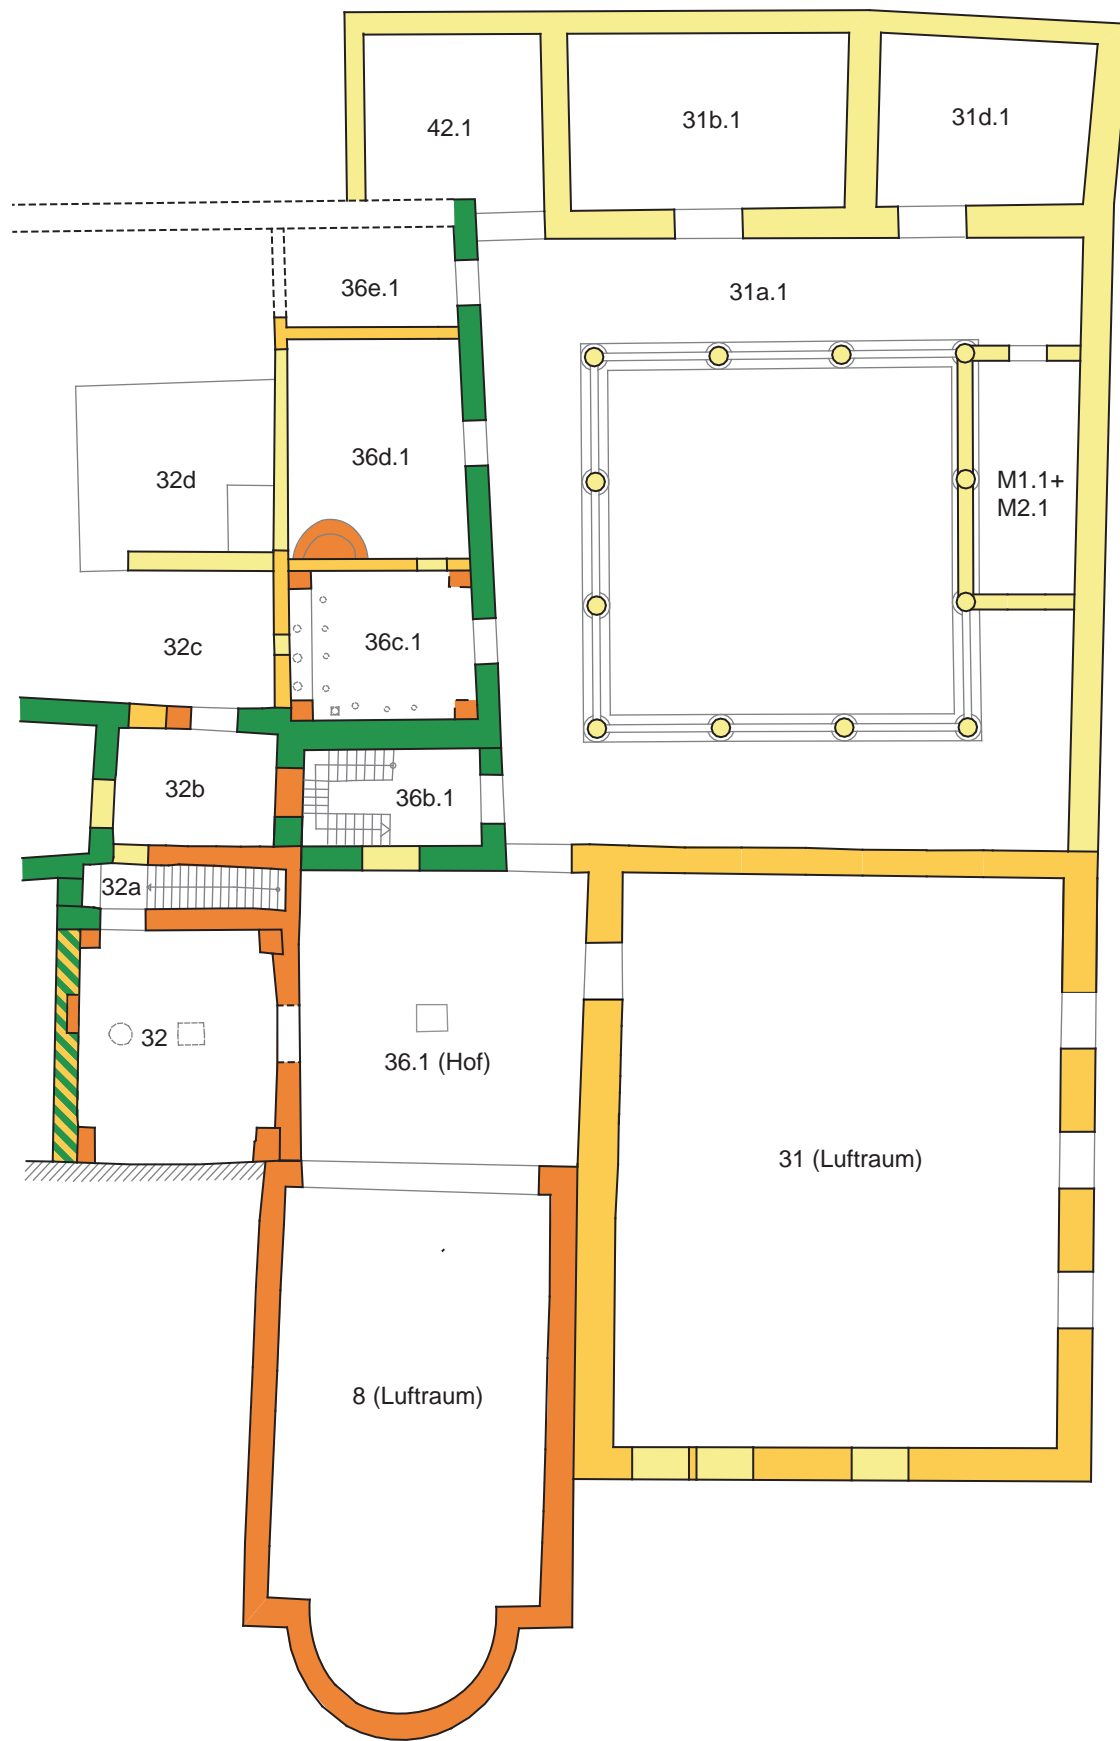 42.1
31b.1
31d.1
36e.1
31a.1
36d.1
32d
M1.1+
M2.1
36c.1
32c
32b
36b.1
32a
32
36.1 (Hof)
31 (Luftraum)
8 (Luftraum)